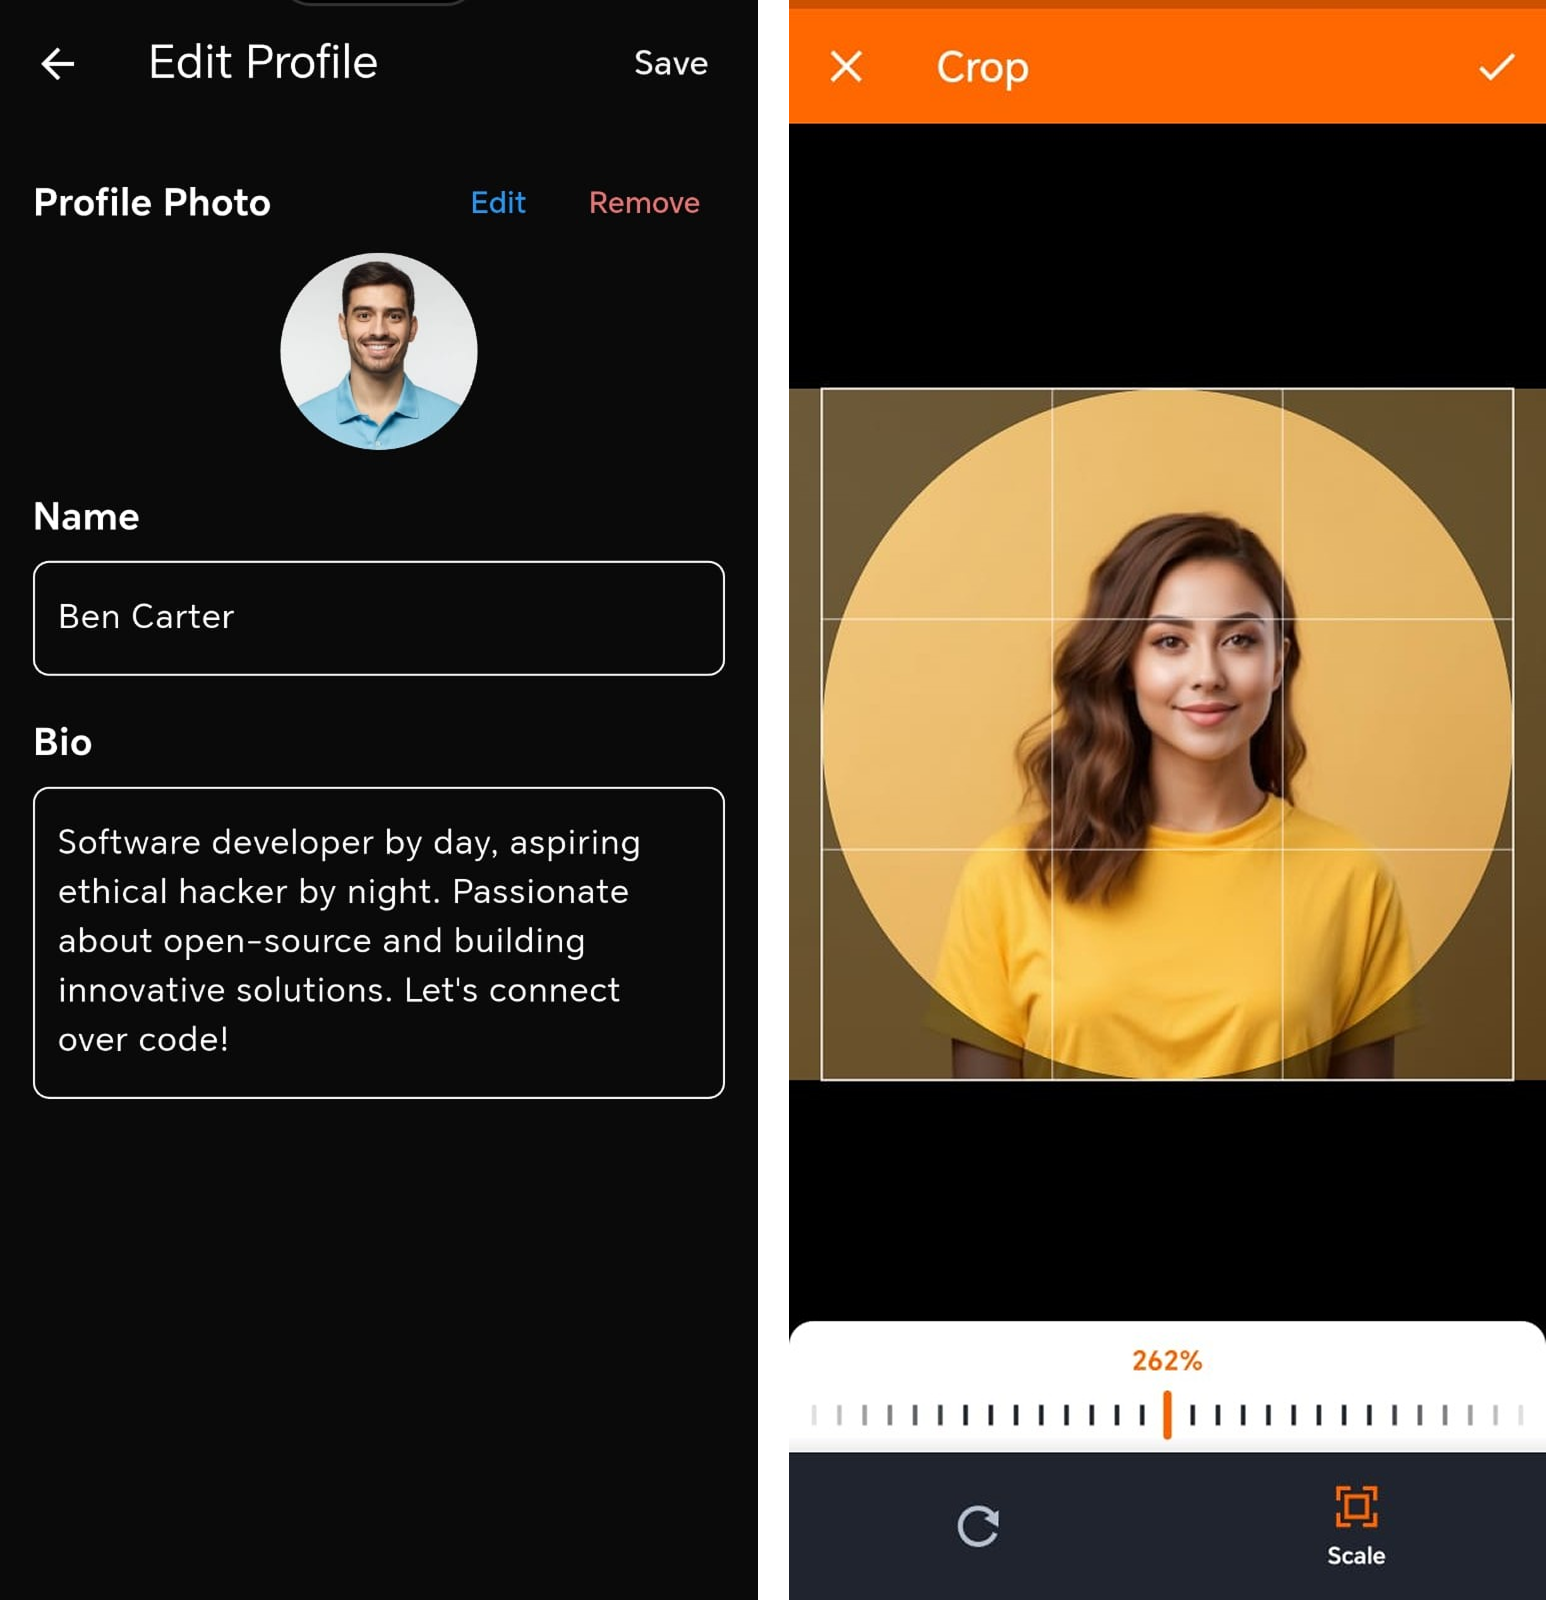 Edit Profile
Save
Profile Photo
Edit
Remove
Name
Ben Carter
Bio
Software developer by day, aspiring
ethical hacker by night. Passionate
about open-source and building
innovative solutions. Let's connect
over code!
Crop
262%
Scale